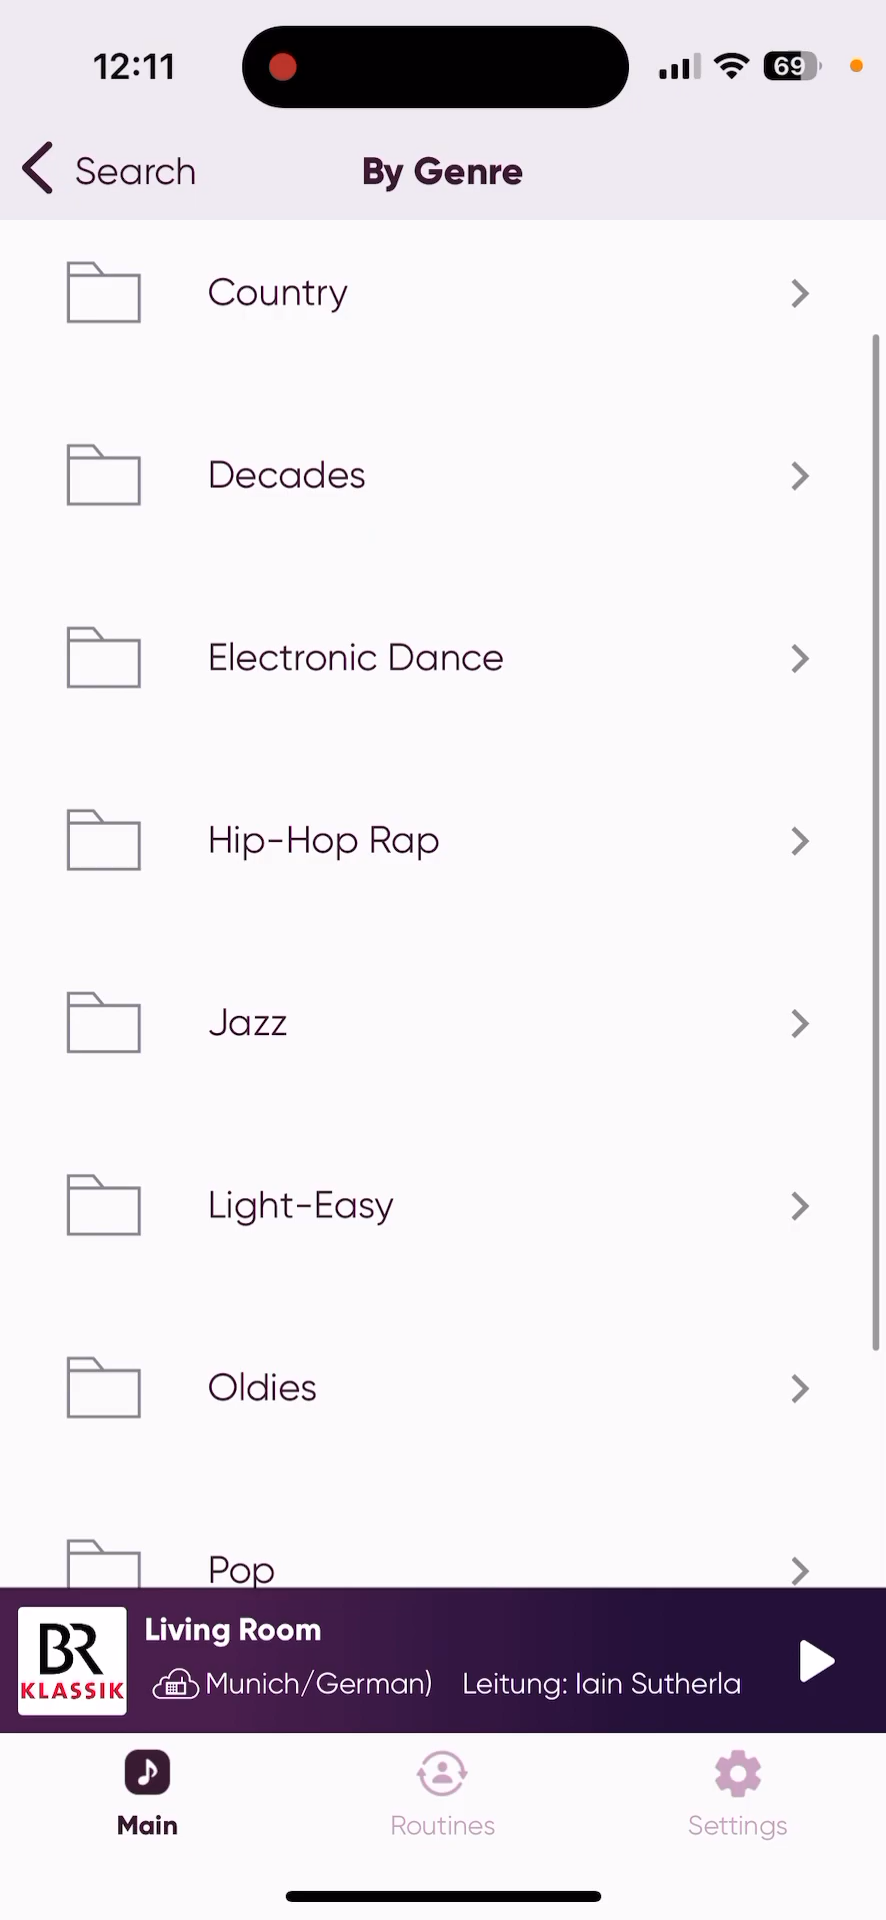 12:11
69
Search
By Genre
Country
Decades
Electronic Dance
Hip-Hop Rap
Jazz
Light-Easy
Oldies
Pop
BR
KLASSIK
Living Room
Munich/German) Leitung: Iain Sutherla
Main
Routines
Settings